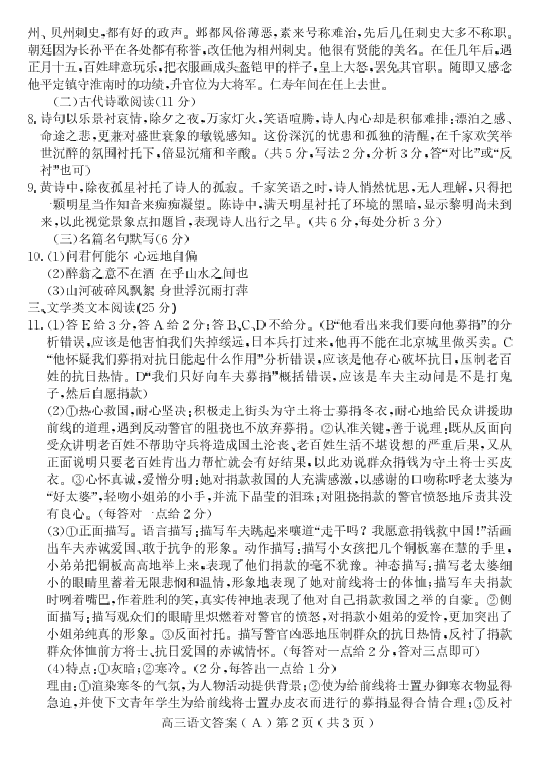 州、贝州刺史,都有好的政声。邺都风俗薄恶,素来号称难治,先后几任刺史大多不称职。
朝廷因为长孙平在各处都有称誉,改任他为相州刺史。他很有贤能的美名。在任几年后,遇
正月十五,百姓肆意玩乐,把衣服画成头盔铠甲的样子,皇上大怒,罢免其官职。随即又感念
他平定镇守淮南时的功绩,升官位为大将军。仁寿年间在任上去世。
(二)古代诗歌阅读(11分)
8.诗句以乐景衬哀情,除夕之夜,万家灯火,笑语喧腾,诗人内心却是积郁难排:漂泊之感、
命途之悲,更兼对盛世衰象的敏锐感知。这份深沉的忧患和孤独的清醒,在千家欢笑举
世沉醉的氛围衬托下,倍显沉痛和辛酸。(共5分,写法2分,分析3分,答“对比”或“反
衬”也可)
9.黄诗中,除夜孤星衬托了诗人的孤寂。千家笑语之时,诗人悄然忧思,无人理解,只得把
一颗明星当作知音来痴痴凝望。陈诗中,满天明星衬托了环境的黑暗,显示黎明尚未到
来,以此视觉景象点扣题旨,表现诗人出行之早。(共6分,每处分析3分)
(三)名篇名句默写(6分)
10.(1)问君何能尔 心远地自偏
(2)醉翁之意不在酒 在乎山水之间也
(3)山河破碎风飘絮 身世浮沉雨打萍
三、文学类文本阅读(25分)
11.(1)答E给3分,答A给2分;答B、C、D不给分。(B“他看出来我们要向他募捐”的分
析错误,应该是他害怕我们失掉绥远,日本兵打过来,他再不能在北京城里做买卖。C
“他怀疑我们募捐对抗日能起什么作用”分析错误,应该是他存心破坏抗日,压制老百
姓的抗日热情。D“我们只好向车夫募捐”概括错误,应该是车夫主动问是不是打鬼
子,然后自愿捐款)
(2)①热心救国,耐心坚决:积极走上街头为守土将士募捐冬衣,耐心地给民众讲援助
前线的道理,遇到反动警官的阻挠也不放弃募捐。②认准关键,善于说理:既从反面向
受众讲明老百姓不帮助守兵将造成国土沦丧、老百姓生活不堪设想的严重后果,又从
正面说明只要老百姓肯出力帮忙就会有好结果,以此劝说群众捐钱为守土将士买皮
衣。③心怀真诚,爱憎分明:她对捐款救国的人充满感激,以感谢的口吻称呼老太婆为
“好太婆”,轻吻小姐弟的小手,并流下晶莹的泪珠;对阻挠捐款的警官愤怒地斥责其没
有良心。(每答对一点给2分)
(3)①正面描写。语言描写:描写车夫跳起来嚷道“走干吗?我愿意捐钱救中国!”活画
出车夫赤诚爱国、敢于抗争的形象。动作描写:描写小女孩把几个铜板塞在慧的手里,
小弟弟把铜板高高地举上来,表现了他们捐款的毫不犹豫。神态描写:描写老太婆细
小的眼睛里蓄着无限悲悯和温情,形象地表现了她对前线将士的体恤;描写车夫捐款
时咧着嘴巴,作着胜利的笑,真实传神地表现了他对自己捐款救国之举的自豪。②侧
面描写:描写观众们的眼睛里炽燃着对警官的愤怒,对捐款小姐弟的爱怜,更加突出了
小姐弟纯真的形象。③反面衬托。描写警官凶恶地压制群众的抗日热情,反衬了捐款
群众体恤前方将士、抗日爱国的赤诚情怀。(每答对一点给2分,答对三点即可)
(4)特点:①灰暗;②寒冷。(2分,每答出一点给1分)
理由:①渲染寒冬的气氛,为人物活动提供背景;②使为给前线将士置办御寒衣物显得
急迫,并使下文青年学生为给前线将士置办皮衣而进行的募捐显得合情合理;③反衬
高三语文答案(A)第2页(共3页)